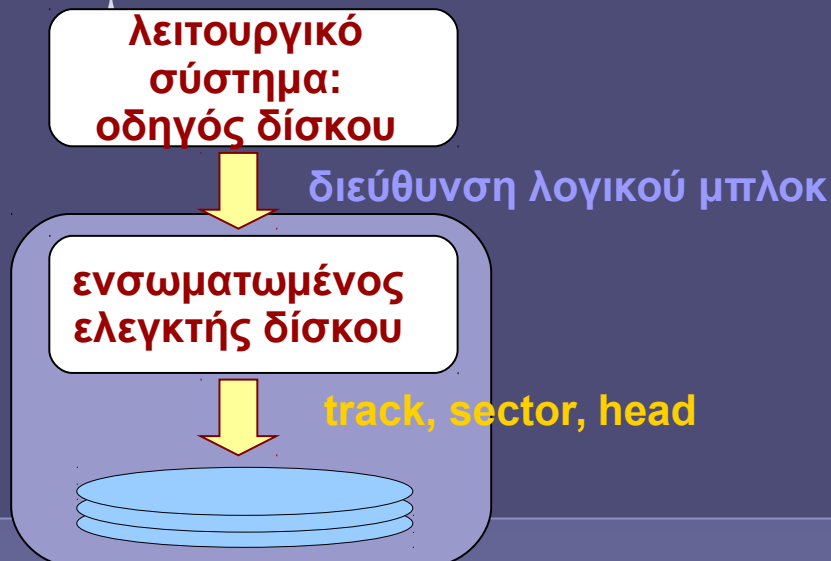 λειτουργικό
σύστημα:
οδηγός δίσκου
διεύθυνση λογικού μπλοκ
ενσωματωμένος
ελεγκτής δίσκου
track, sector, head